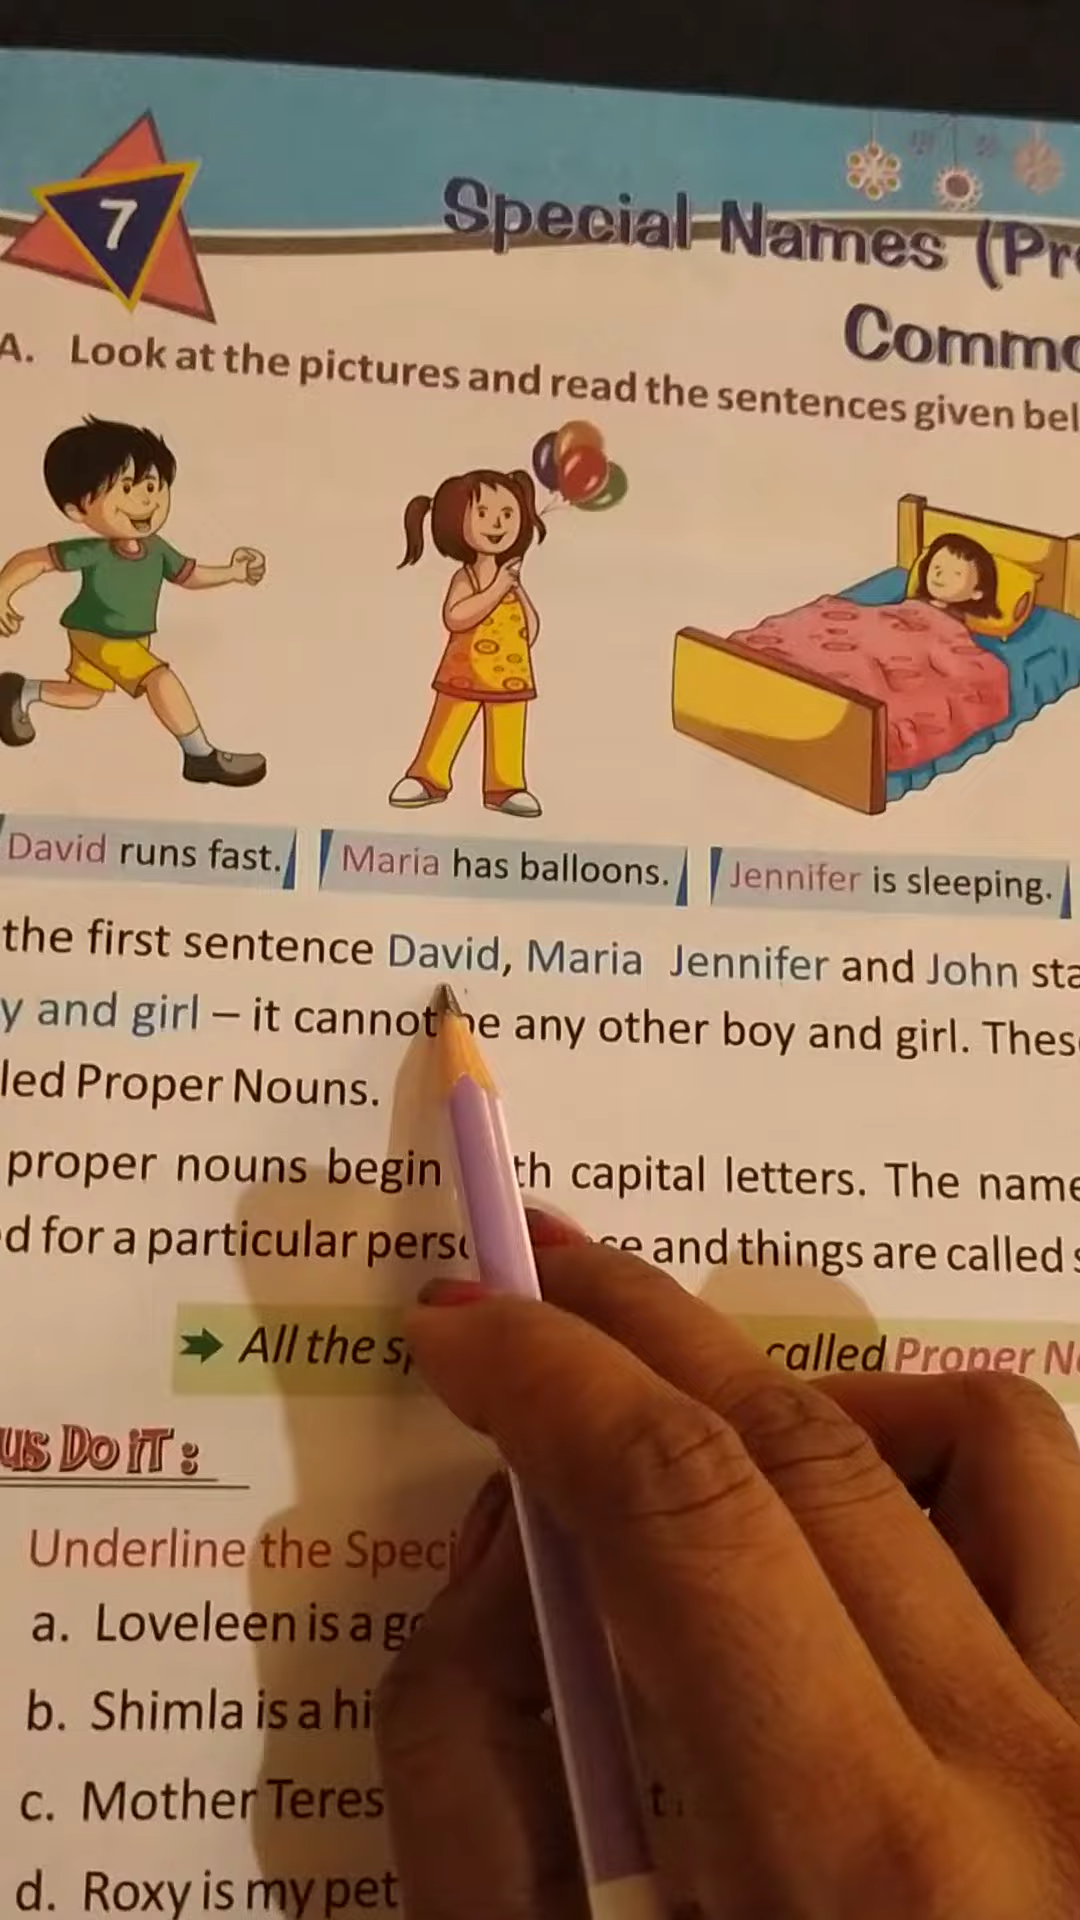 7
Special Names (Pr
Commo
A. Look at the pictures and read the sentences given bel
David runs fast.
Maria has balloons.
Jennifer is sleeping.
the first sentence David, Maria Jennifer and John sta
y and girl – it cannot be any other boy and girl. Thes
led Proper Nouns.
proper nouns begin th capital letters. The name
d for a particular pers ce and things are called s
All the s called Proper N
us Do iT :
Underline the Speci
a. Loveleen is a g
b. Shimla is a hi
c. Mother Teres
d. Roxy is my pet